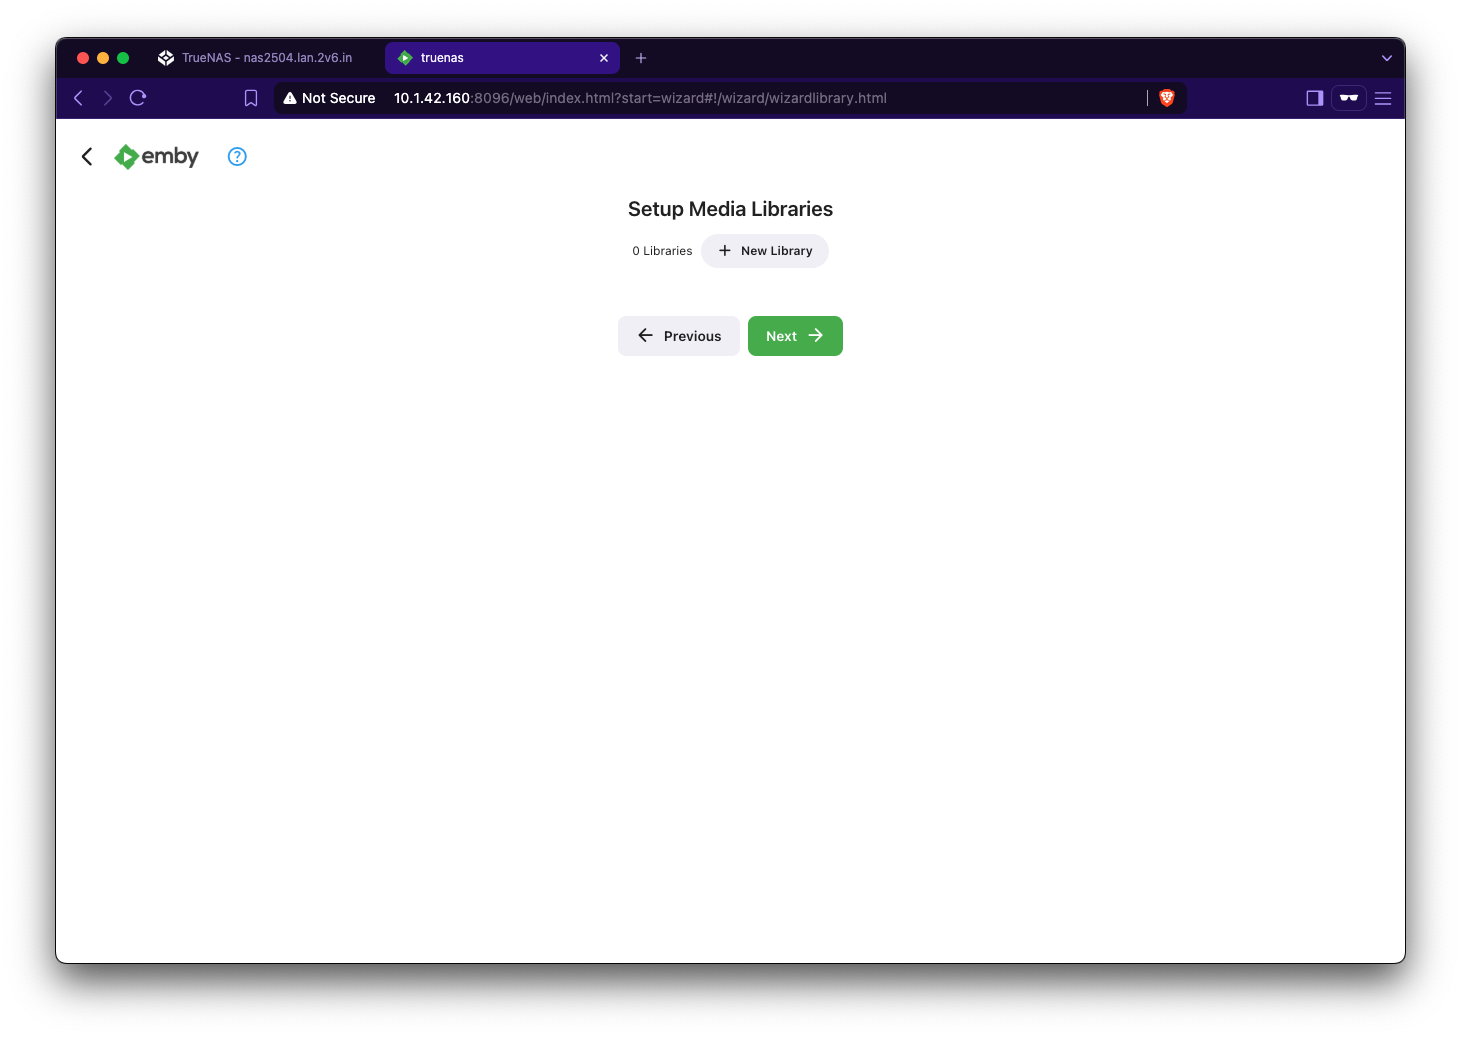 TrueNAS - nas2504.lan.2v6.in
truenas
Not Secure 10.1.42.160:8096/web/index.html?start=wizard#!/wizard/wizardlibrary.html
emby
Setup Media Libraries
0 Libraries
New Library
Previous
Next